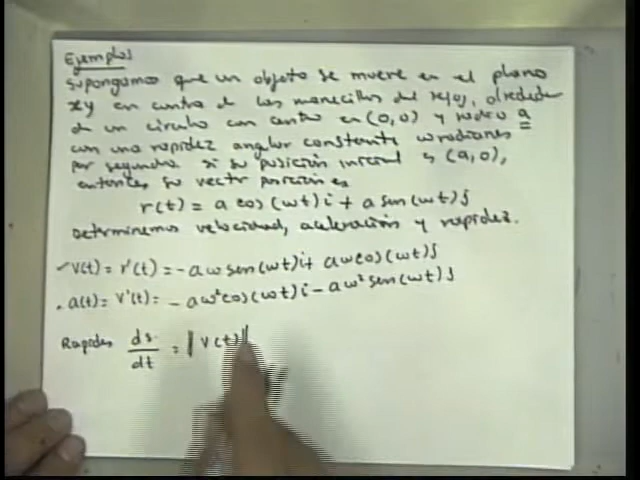 Ejemplos
Supongamos que un objeto se mueve en el plano
xy en contra de las manecillas del reloj, alrededor
de un circulo con centro en (0,0) y radio a
con una rapidez angular constante ω radianes
por segundo si su posición inicial es (a,0),
entonces su vector posición es
r(t) = a cos(ωt)i + a sen(ωt)j
Determinemos velocidad, aceleración y rapidez.
v(t) = r'(t) = -aω sen(ωt)i + aω cos(ωt)j
a(t) = v'(t) = -aω² cos(ωt)i - aω² sen(ωt)j
Rapidez ds/dt = ‖v(t)‖